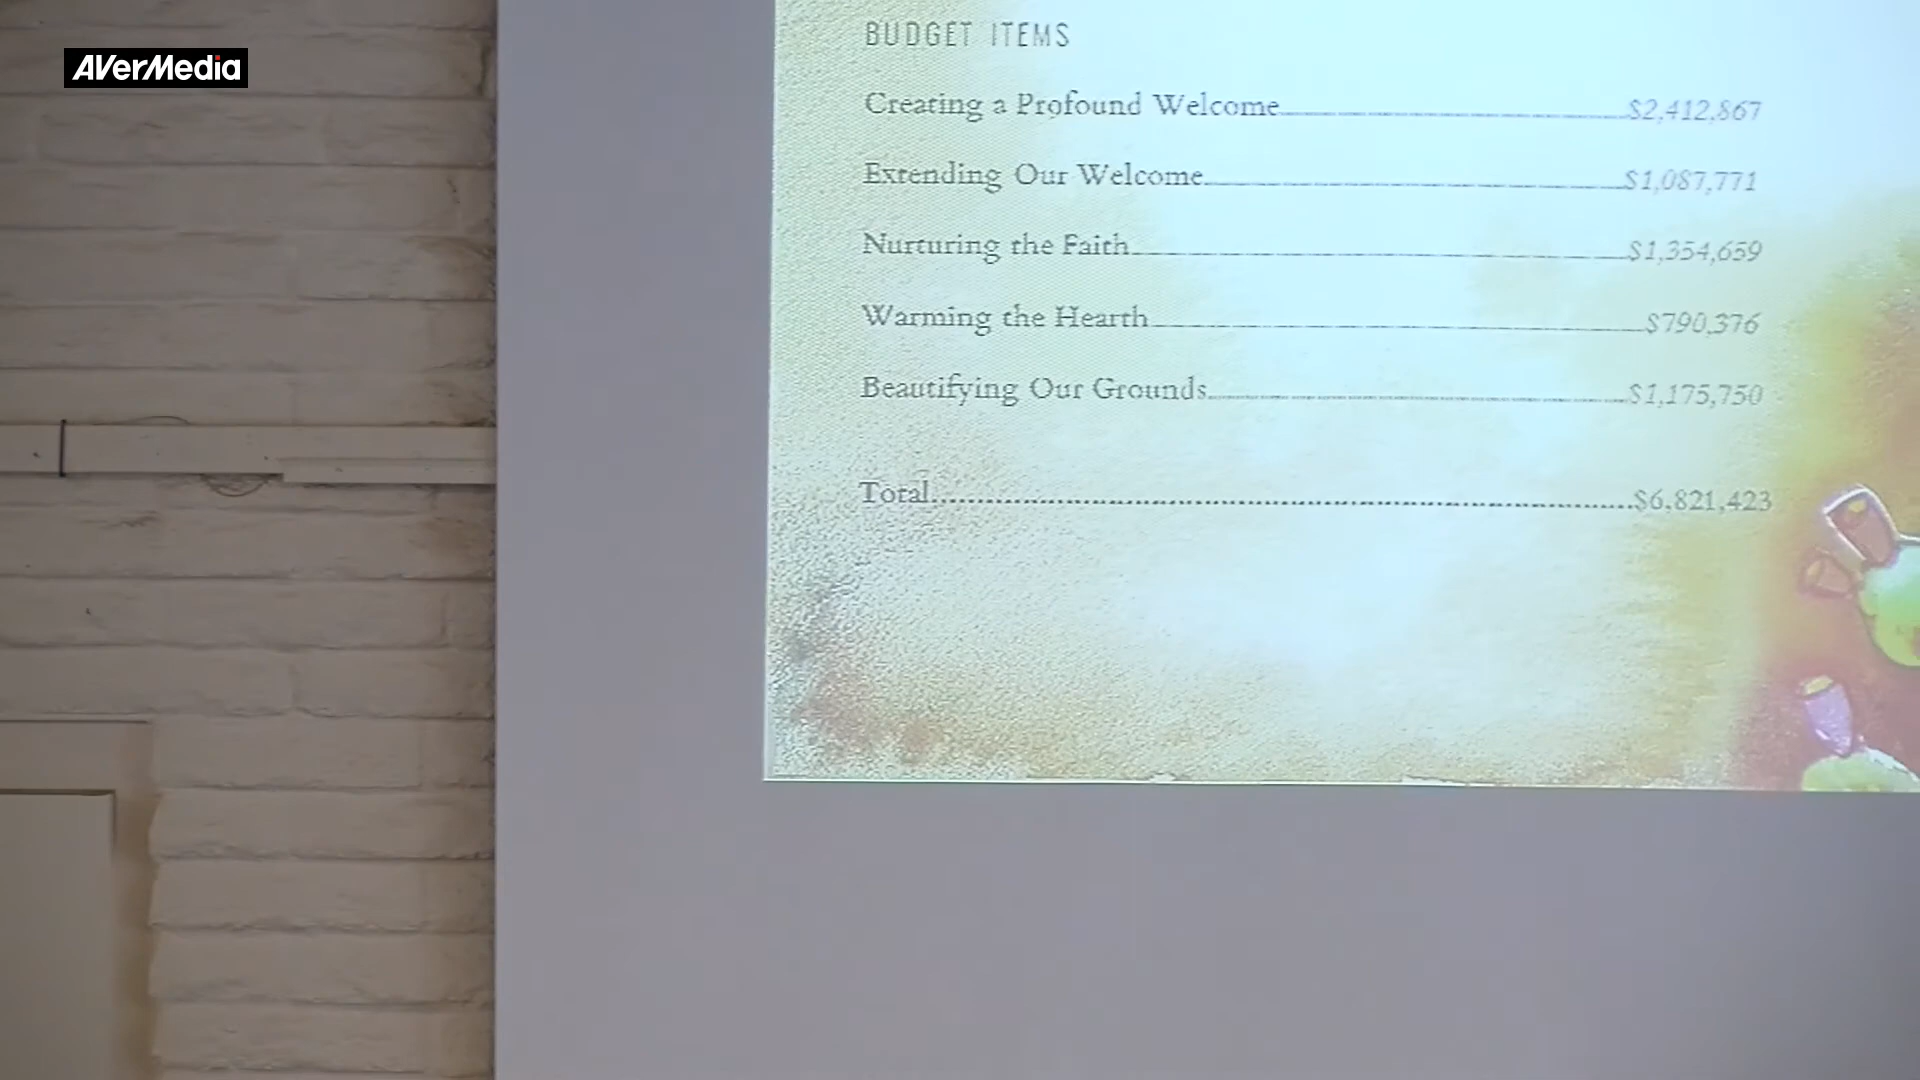 AVerMedia
BUDGET ITEMS
Creating a Profound Welcome $2,412,867
Extending Our Welcome $1,087,771
Nurturing the Faith $1,354,659
Warming the Hearth $790,376
Beautifying Our Grounds $1,175,750
Total $6,821,423